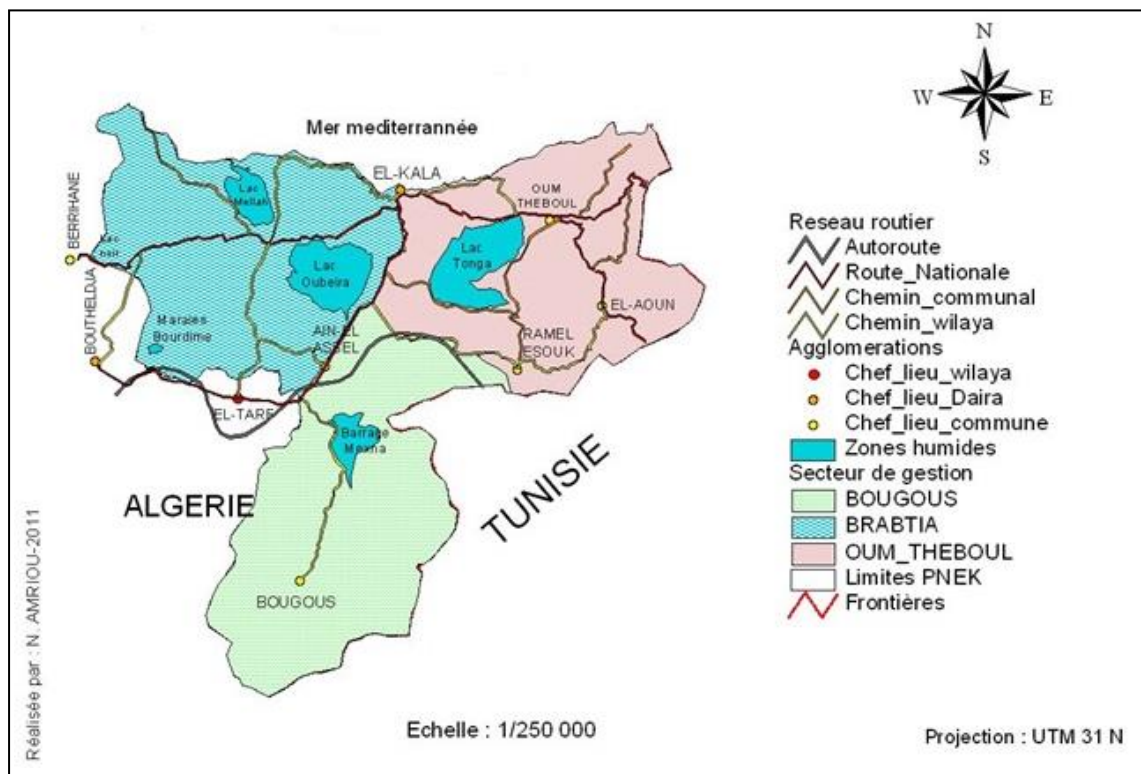 N
W
E
S
Mer mediterrannée
EL-KALA
OUM
THEBOUL
Lac
Mellah
BERRIHANE
Lac
noir
Lac
Oubeira
Lac
Tonga
EL-AOUN
BOUTHELDJA
Marales
Bourdime
AIN-EL
ASSEL
RAMEL
ESOUK
EL-TARF
Barrage
Mexna
ALGERIE
TUNISIE
BOUGOUS
Reseau routier
Autoroute
Route_Nationale
Chemin_communal
Chemin_wilaya
Agglomerations
Chef_lieu_wilaya
Chef_lieu_Daira
Chef_lieu_commune
Zones humides
Secteur de gestion
BOUGOUS
BRABTIA
OUM_THEBOUL
Limites PNEK
Frontières
Réalisée par : N. AMRIOU-2011
Echelle : 1/250 000
Projection : UTM 31 N